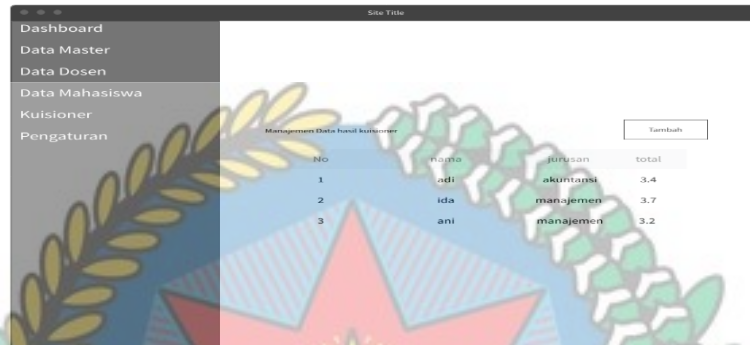 Site Title
Dashboard
Data Master
Data Dosen
Data Mahasiswa
Kuisioner
Pengaturan
Manajemen Data hasil kuisioner
Tambah
No nama jurusan total
1 adi akuntansi 3.4
2 ida manajemen 3.7
3 ani manajemen 3.2